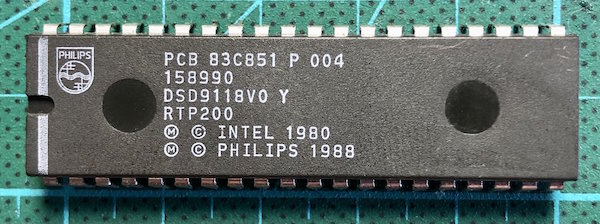 PHILIPS
PCB 83C851 P 004
158990
DSD9118V0 Y
RTP200
Ⓜ © INTEL 1980
Ⓜ © PHILIPS 1988